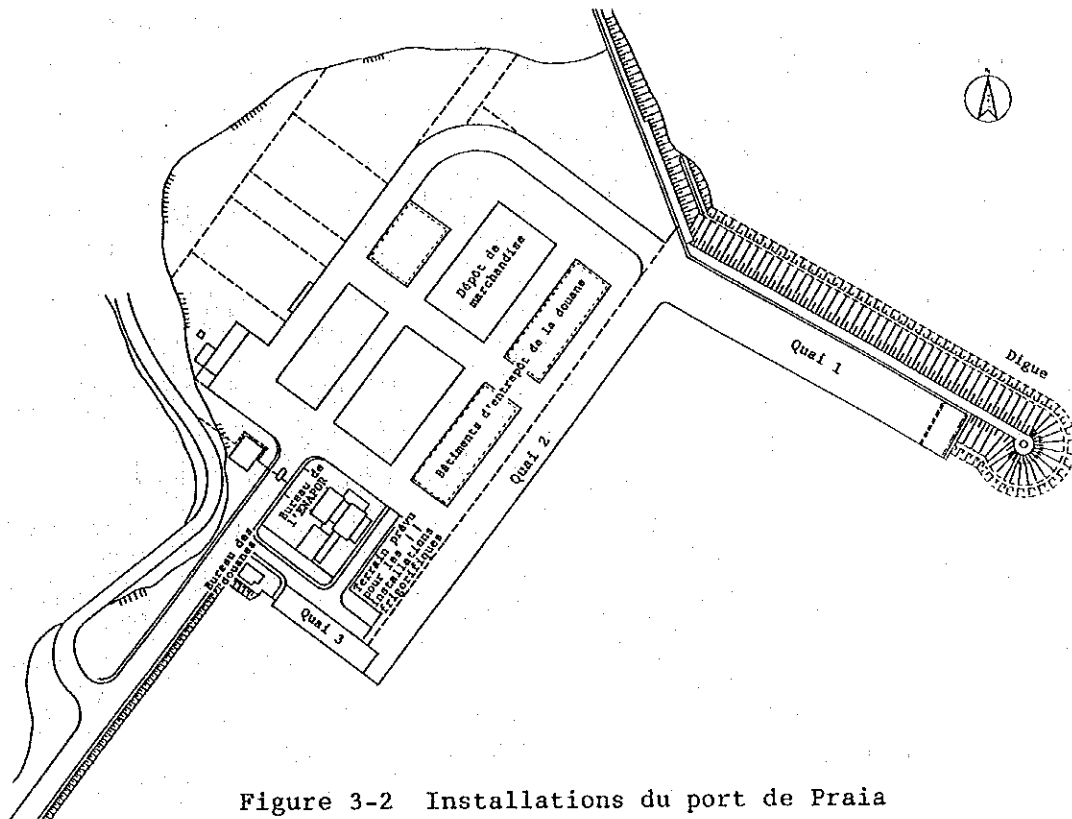 N
Dépôt de
marchandise
Bâtiments d'entrepôt de la douane
Quai 1
Digue
Quai 2
Bureau de
l'ENAPOR
Terrain prévu
pour les
installations
frigorifiques
Bureau des
douanes
Quai 3
Figure 3-2 Installations du port de Praia